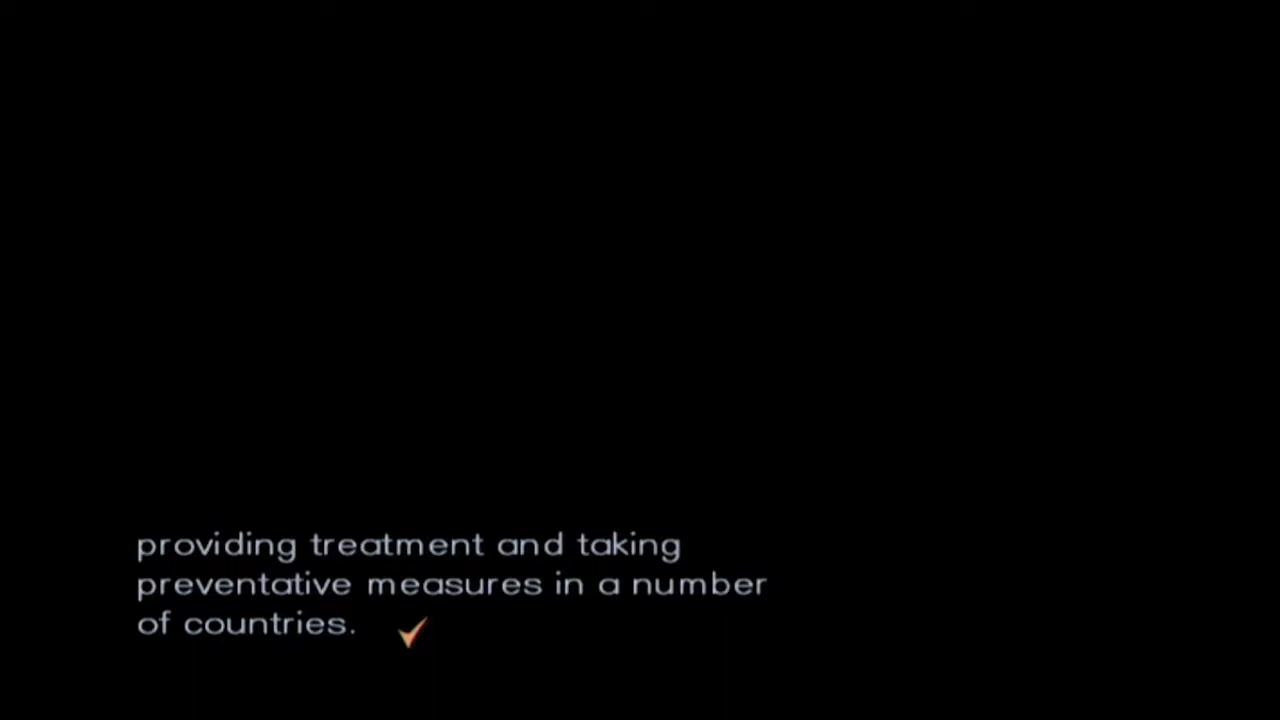 providing treatment and taking
preventative measures in a number
of countries.